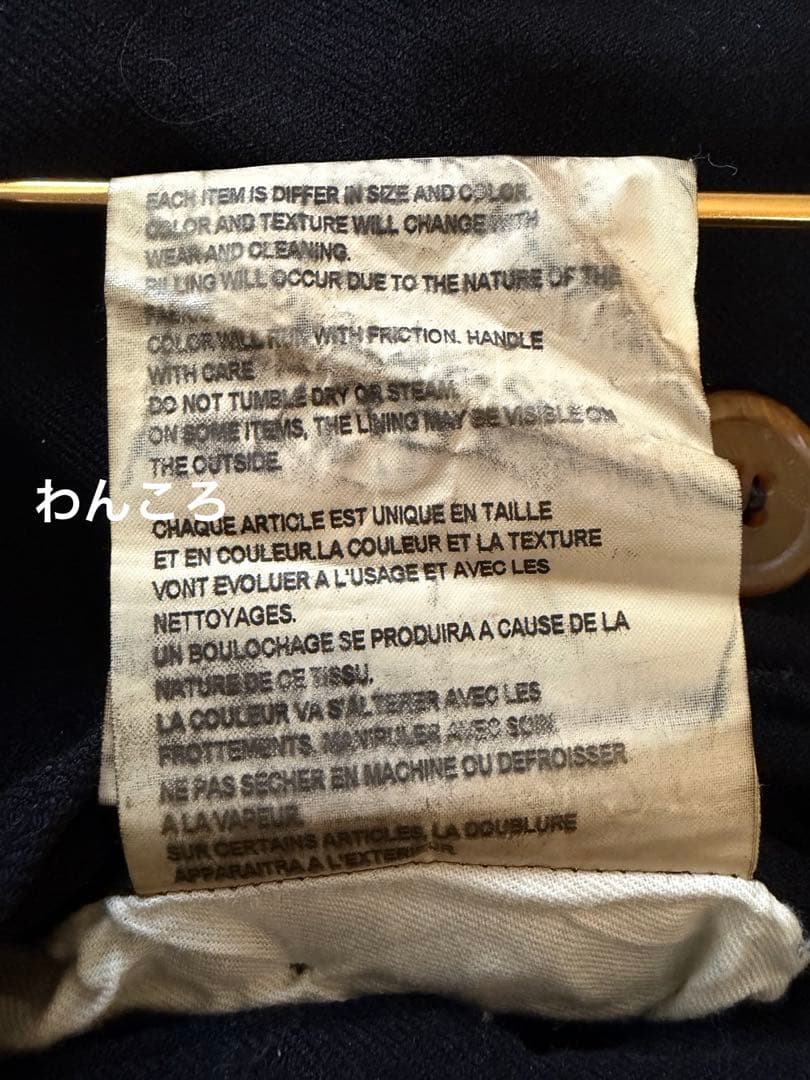 EACH ITEM IS DIFFER IN SIZE AND COLOR.
COLOR AND TEXTURE WILL CHANGE WITH
WEAR AND CLEANING.
PILLING WILL OCCUR DUE TO THE NATURE OF THE
FABRIC
COLOR WILL RUN WITH FRICTION. HANDLE
WITH CARE
DO NOT TUMBLE DRY OR STEAM.
ON SOME ITEMS, THE LINING MAY BE VISIBLE ON
THE OUTSIDE.
わんころ
CHAQUE ARTICLE EST UNIQUE EN TAILLE
ET EN COULEUR.LA COULEUR ET LA TEXTURE
VONT EVOLUER A L'USAGE ET AVEC LES
NETTOYAGES.
UN BOULOCHAGE SE PRODUIRA A CAUSE DE LA
NATURE DE CE TISSU.
LA COULEUR VA S'ALTERER AVEC LES
FROTTEMENTS. MANIPULER AVEC SOIN.
NE PAS SECHER EN MACHINE OU DEFROISSER
A LA VAPEUR.
SUR CERTAINS ARTICLES, LA DOUBLURE
APPARAITRA A L'EXTERIEUR.